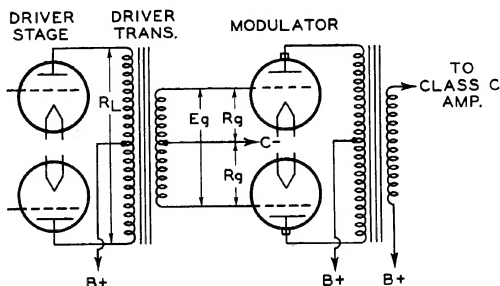 DRIVER STAGE
DRIVER TRANS.
MODULATOR
TO CLASS C AMP.
RL
Eg
Rg
C-
Rg
B+
B+
B+